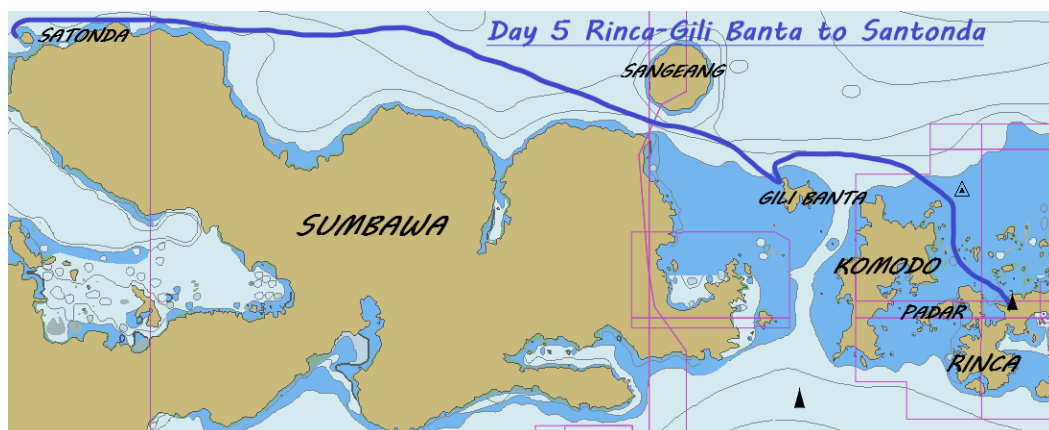 Day 5 Rinca-Gili Banta to Santonda
SATONDA
SANGEANG
GILI BANTA
SUMBAWA
KOMODO
PADAR
RINCA